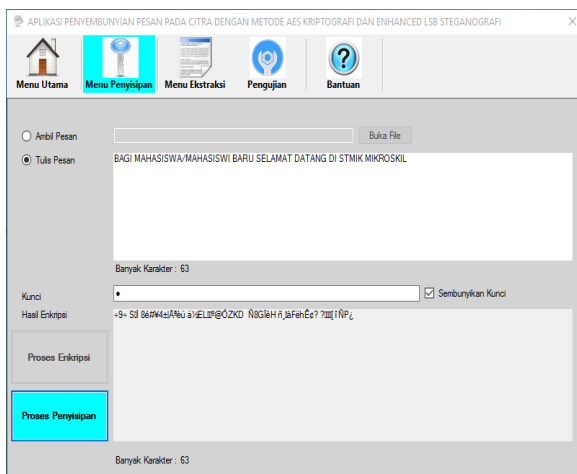 APLIKASI PENYEMBUNYIAN PESAN PADA CITRA DENGAN METODE AES KRIPTOGRAFI DAN ENHANCED LSB STEGANOGRAFI
Menu Utama Menu Penyisipan Menu Ekstraksi Pengujian Bantuan
Ambil Pesan Buka File
Tulis Pesan BAGI MAHASISWA/MAHASISWI BARU SELAMAT DATANG DI STMIK MIKROSKIL
Banyak Karakter : 63
Kunci Sembunyikan Kunci
Hasil Enkripsi
Proses Enkripsi
Proses Penyisipan
Banyak Karakter : 63